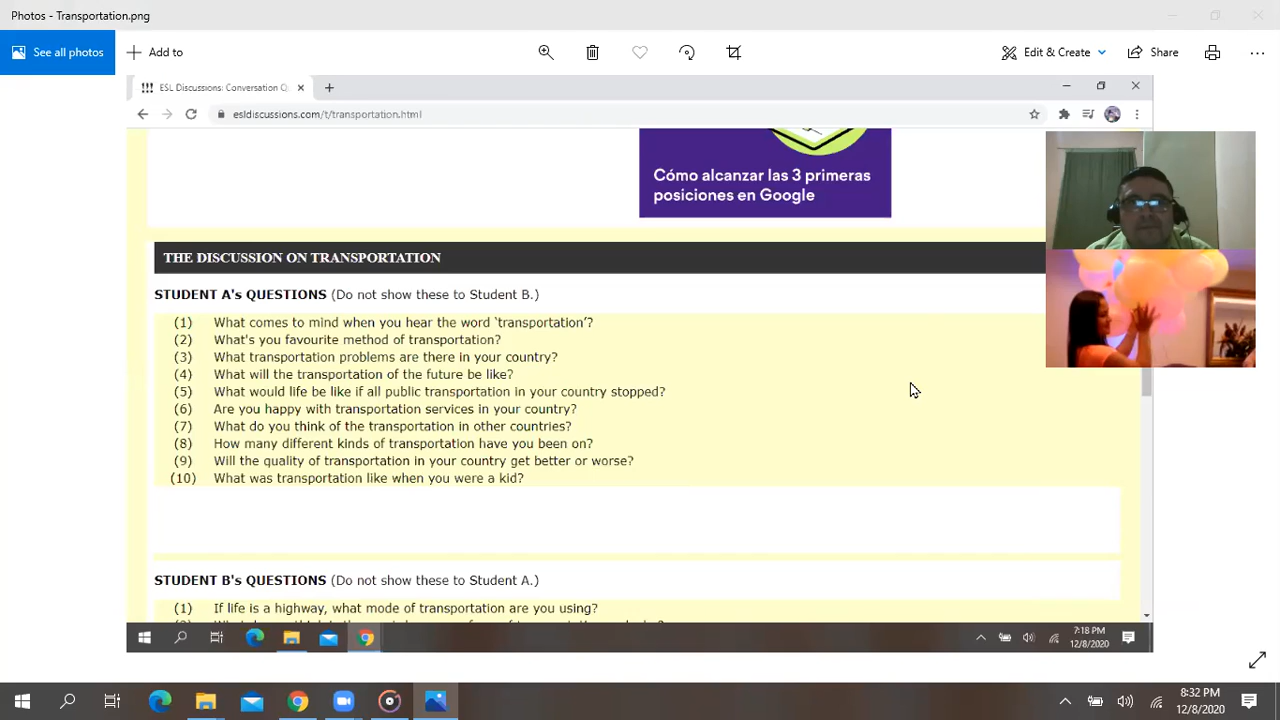 Photos - Transportation.png
See all photos
Add to
Edit & Create
Share
ESL Discussions: Conversation Q
esldiscussions.com/t/transportation.html
Cómo alcanzar las 3 primeras
posiciones en Google
THE DISCUSSION ON TRANSPORTATION
STUDENT A's QUESTIONS (Do not show these to Student B.)
(1) What comes to mind when you hear the word ‘transportation’?
(2) What's you favourite method of transportation?
(3) What transportation problems are there in your country?
(4) What will the transportation of the future be like?
(5) What would life be like if all public transportation in your country stopped?
(6) Are you happy with transportation services in your country?
(7) What do you think of the transportation in other countries?
(8) How many different kinds of transportation have you been on?
(9) Will the quality of transportation in your country get better or worse?
(10) What was transportation like when you were a kid?
STUDENT B's QUESTIONS (Do not show these to Student A.)
(1) If life is a highway, what mode of transportation are you using?
7:18 PM
12/8/2020
8:32 PM
12/8/2020